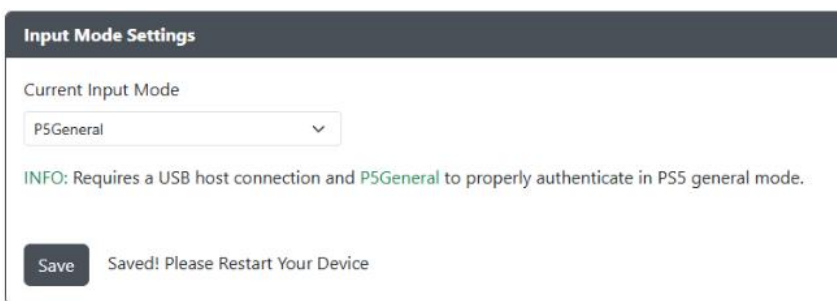 Input Mode Settings
Current Input Mode
P5General
INFO: Requires a USB host connection and P5General to properly authenticate in PS5 general mode.
Save Saved! Please Restart Your Device